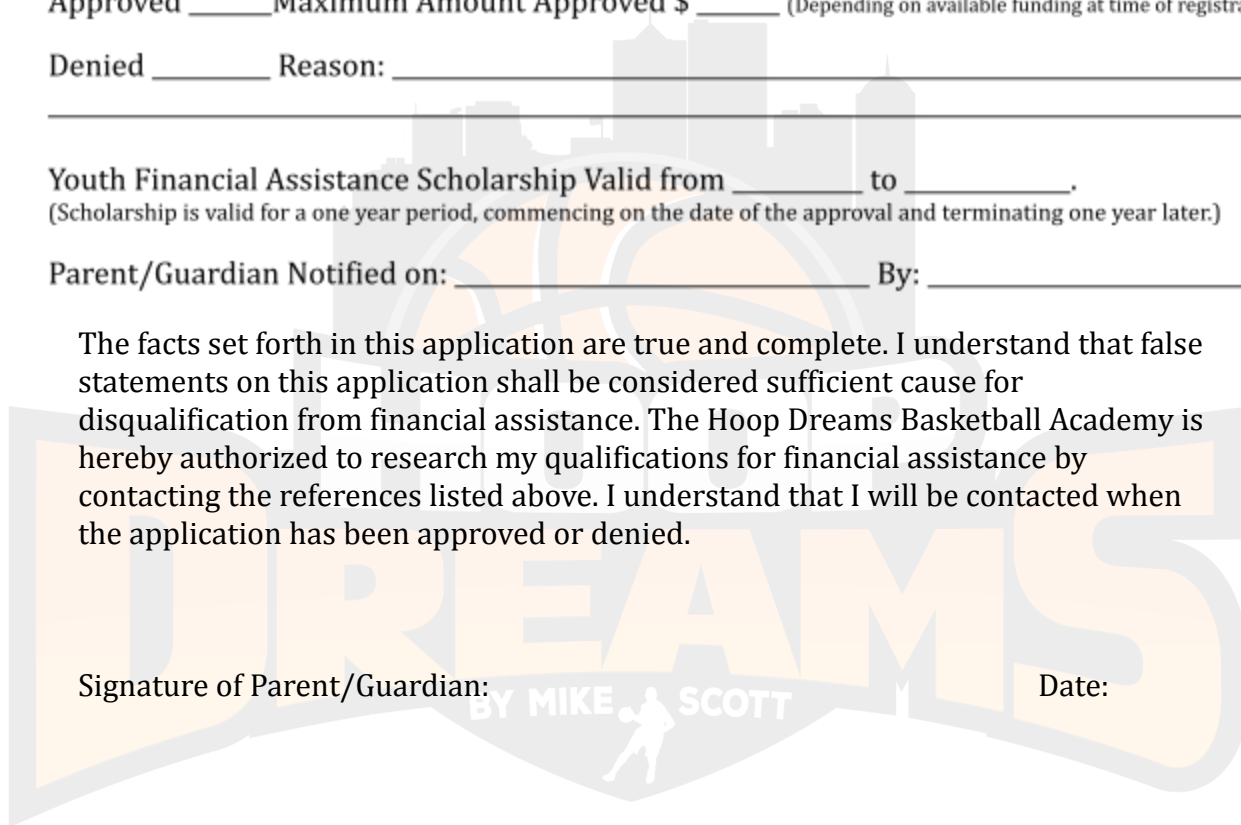 Approved ______Maximum Amount Approved $ ______ (Depending on available funding at time of
Denied ________ Reason: ________
Youth Financial Assistance Scholarship Valid from _________ to ___________.
(Scholarship is valid for a one year period, commencing on the date of the approval and terminating one year later.)
Parent/Guardian Notified on: ____________________________ By: ____________________
The facts set forth in this application are true and complete. I understand that false
statements on this application shall be considered sufficient cause for
disqualification from financial assistance. The Hoop Dreams Basketball Academy is
hereby authorized to research my qualifications for financial assistance by
contacting the references listed above. I understand that I will be contacted when
the application has been approved or denied.
Signature of Parent/Guardian: Date:
HOOP
DREAMS
BY MIKE SCOTT